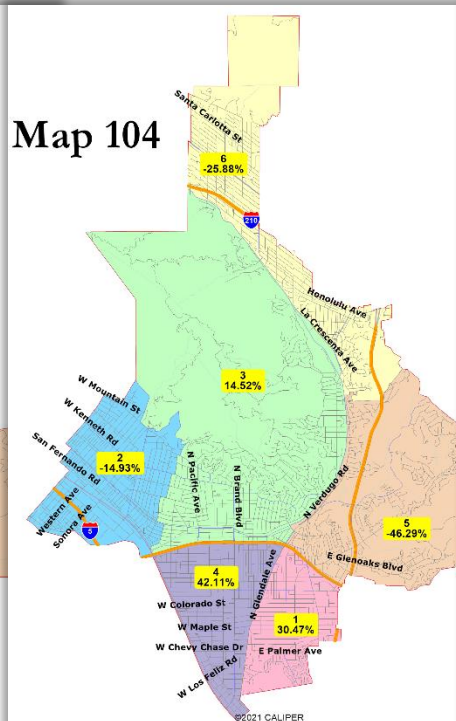 Map 104
Santa Carlotta St
6
-25.88%
210
Honolulu Ave
La Crescenta Ave
3
14.52%
W Mountain St
W Kenneth Rd
San Fernando Rd
2
-14.93%
Western Ave
Sonora Ave
5
N Pacific Ave
N Brand Blvd
N Verdugo Rd
5
-46.29%
E Glenoaks Blvd
4
42.11%
N Glendale Ave
W Colorado St
W Maple St
1
30.47%
W Chevy Chase Dr
E Palmer Ave
W Los Feliz Rd
©2021 CALIPER